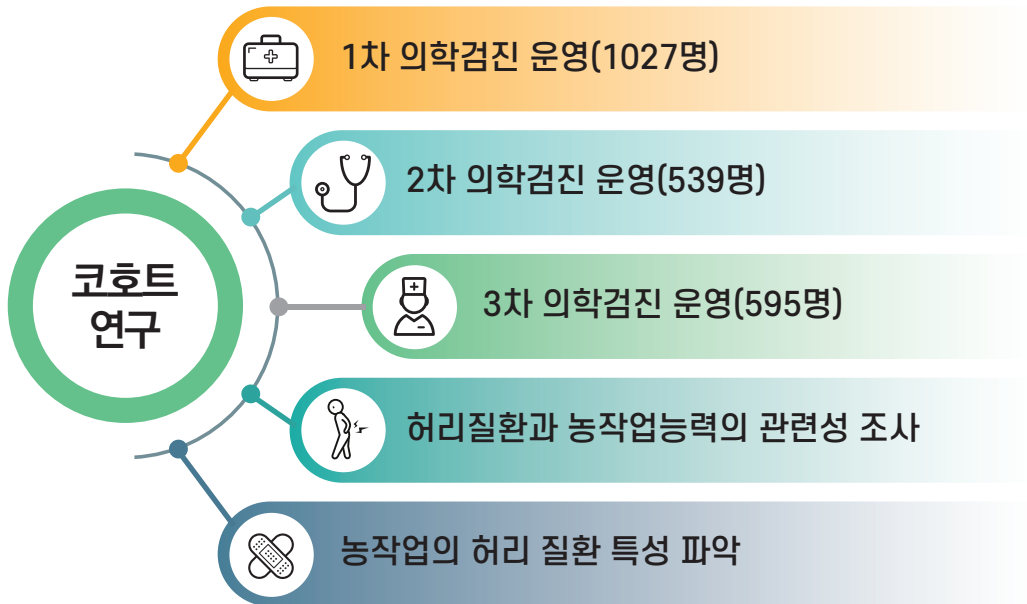 1차 의학검진 운영(1027명)
2차 의학검진 운영(539명)
코호트
연구
3차 의학검진 운영(595명)
허리질환과 농작업능력의 관련성 조사
농작업의 허리 질환 특성 파악